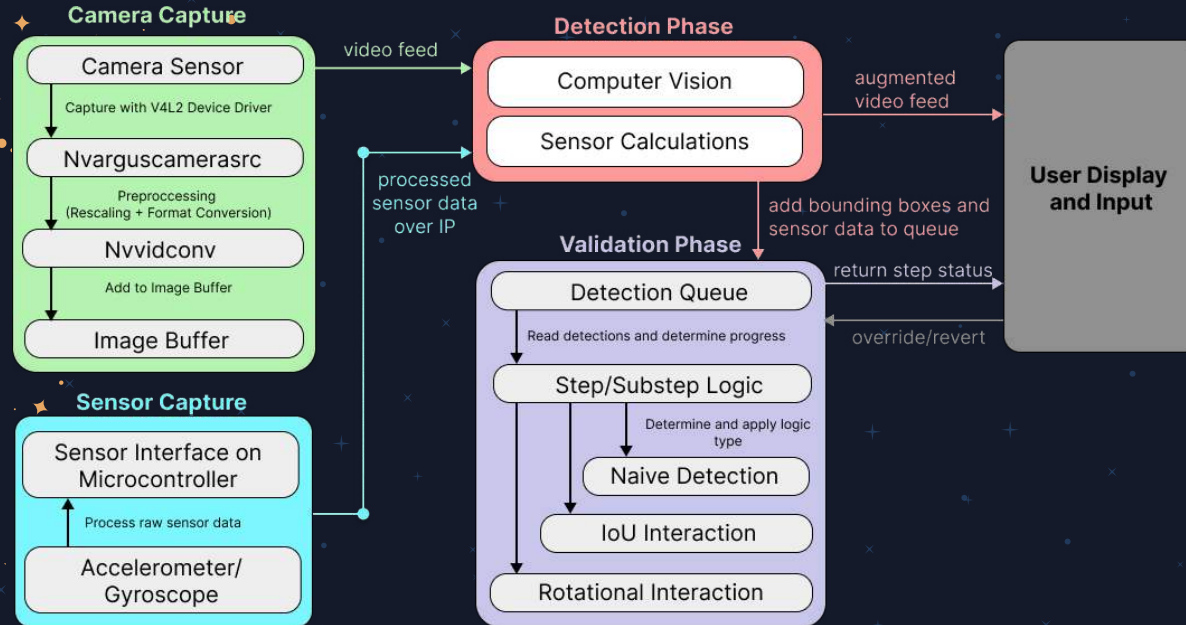 Camera Capture
Camera Sensor
Capture with V4L2 Device Driver
Nvarguscamerasrc
Preproccessing
(Rescaling + Format Conversion)
Nvvidconv
Add to Image Buffer
Image Buffer
Sensor Capture
Sensor Interface on
Microcontroller
Process raw sensor data
Accelerometer/
Gyroscope
video feed
processed
sensor data
over IP
Detection Phase
Computer Vision
Sensor Calculations
augmented
video feed
add bounding boxes and
sensor data to queue
Validation Phase
Detection Queue
Read detections and determine progress
Step/Substep Logic
Determine and apply logic
type
Naive Detection
IoU Interaction
Rotational Interaction
return step status
override/revert
User Display
and Input